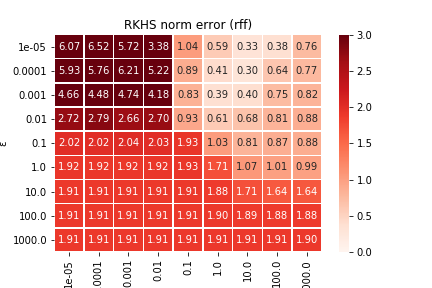 RKHS norm error (rff)
1e-05 6.07 6.52 5.72 3.38 1.04 0.59 0.33 0.38 0.76
0.0001 5.93 5.76 6.21 5.22 0.89 0.41 0.30 0.64 0.77
0.001 4.66 4.48 4.74 4.18 0.83 0.39 0.40 0.75 0.82
0.01 2.72 2.79 2.66 2.70 0.93 0.61 0.68 0.81 0.88
0.1 2.02 2.02 2.04 2.03 1.93 1.03 0.81 0.87 0.88
1.0 1.92 1.92 1.92 1.92 1.93 1.71 1.07 1.01 0.99
10.0 1.91 1.91 1.91 1.91 1.91 1.88 1.71 1.64 1.64
100.0 1.91 1.91 1.91 1.91 1.91 1.90 1.89 1.88 1.88
1000.0 1.91 1.91 1.91 1.91 1.91 1.91 1.91 1.91 1.90
1e-05 0001 0.001 0.01 0.1 1.0 10.0 100.0 000.0
3.0
2.5
2.0
1.5
1.0
0.5
0.0